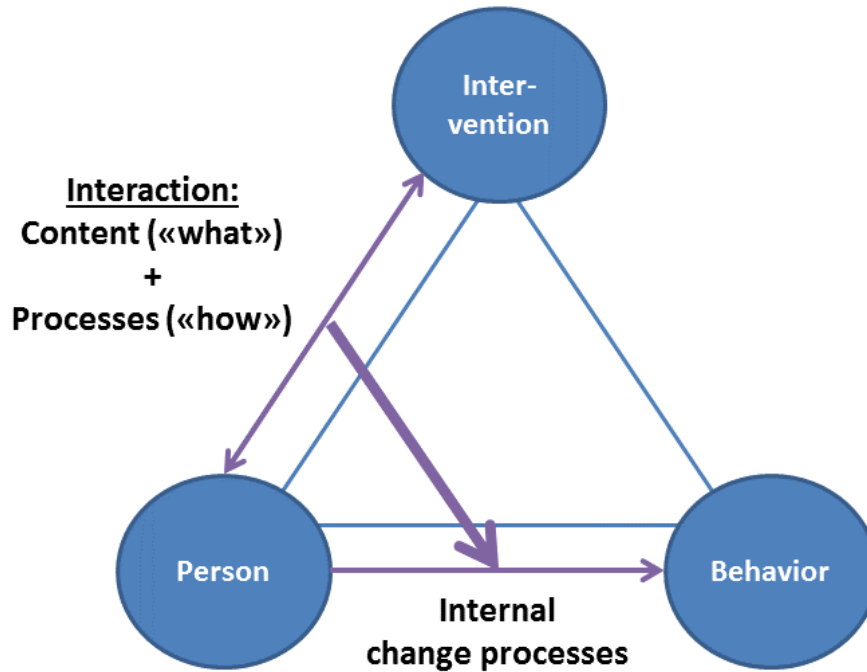 Inter-
vention
Interaction:
Content («what»)
+
Processes («how»)
Person
Behavior
Internal
change processes